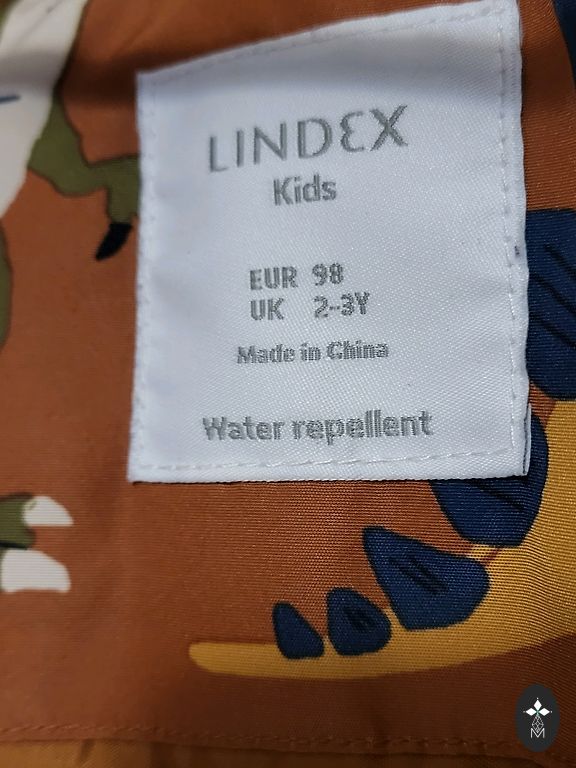 LINDEX
Kids
EUR 98
UK 2-3Y
Made in China
Water repellent